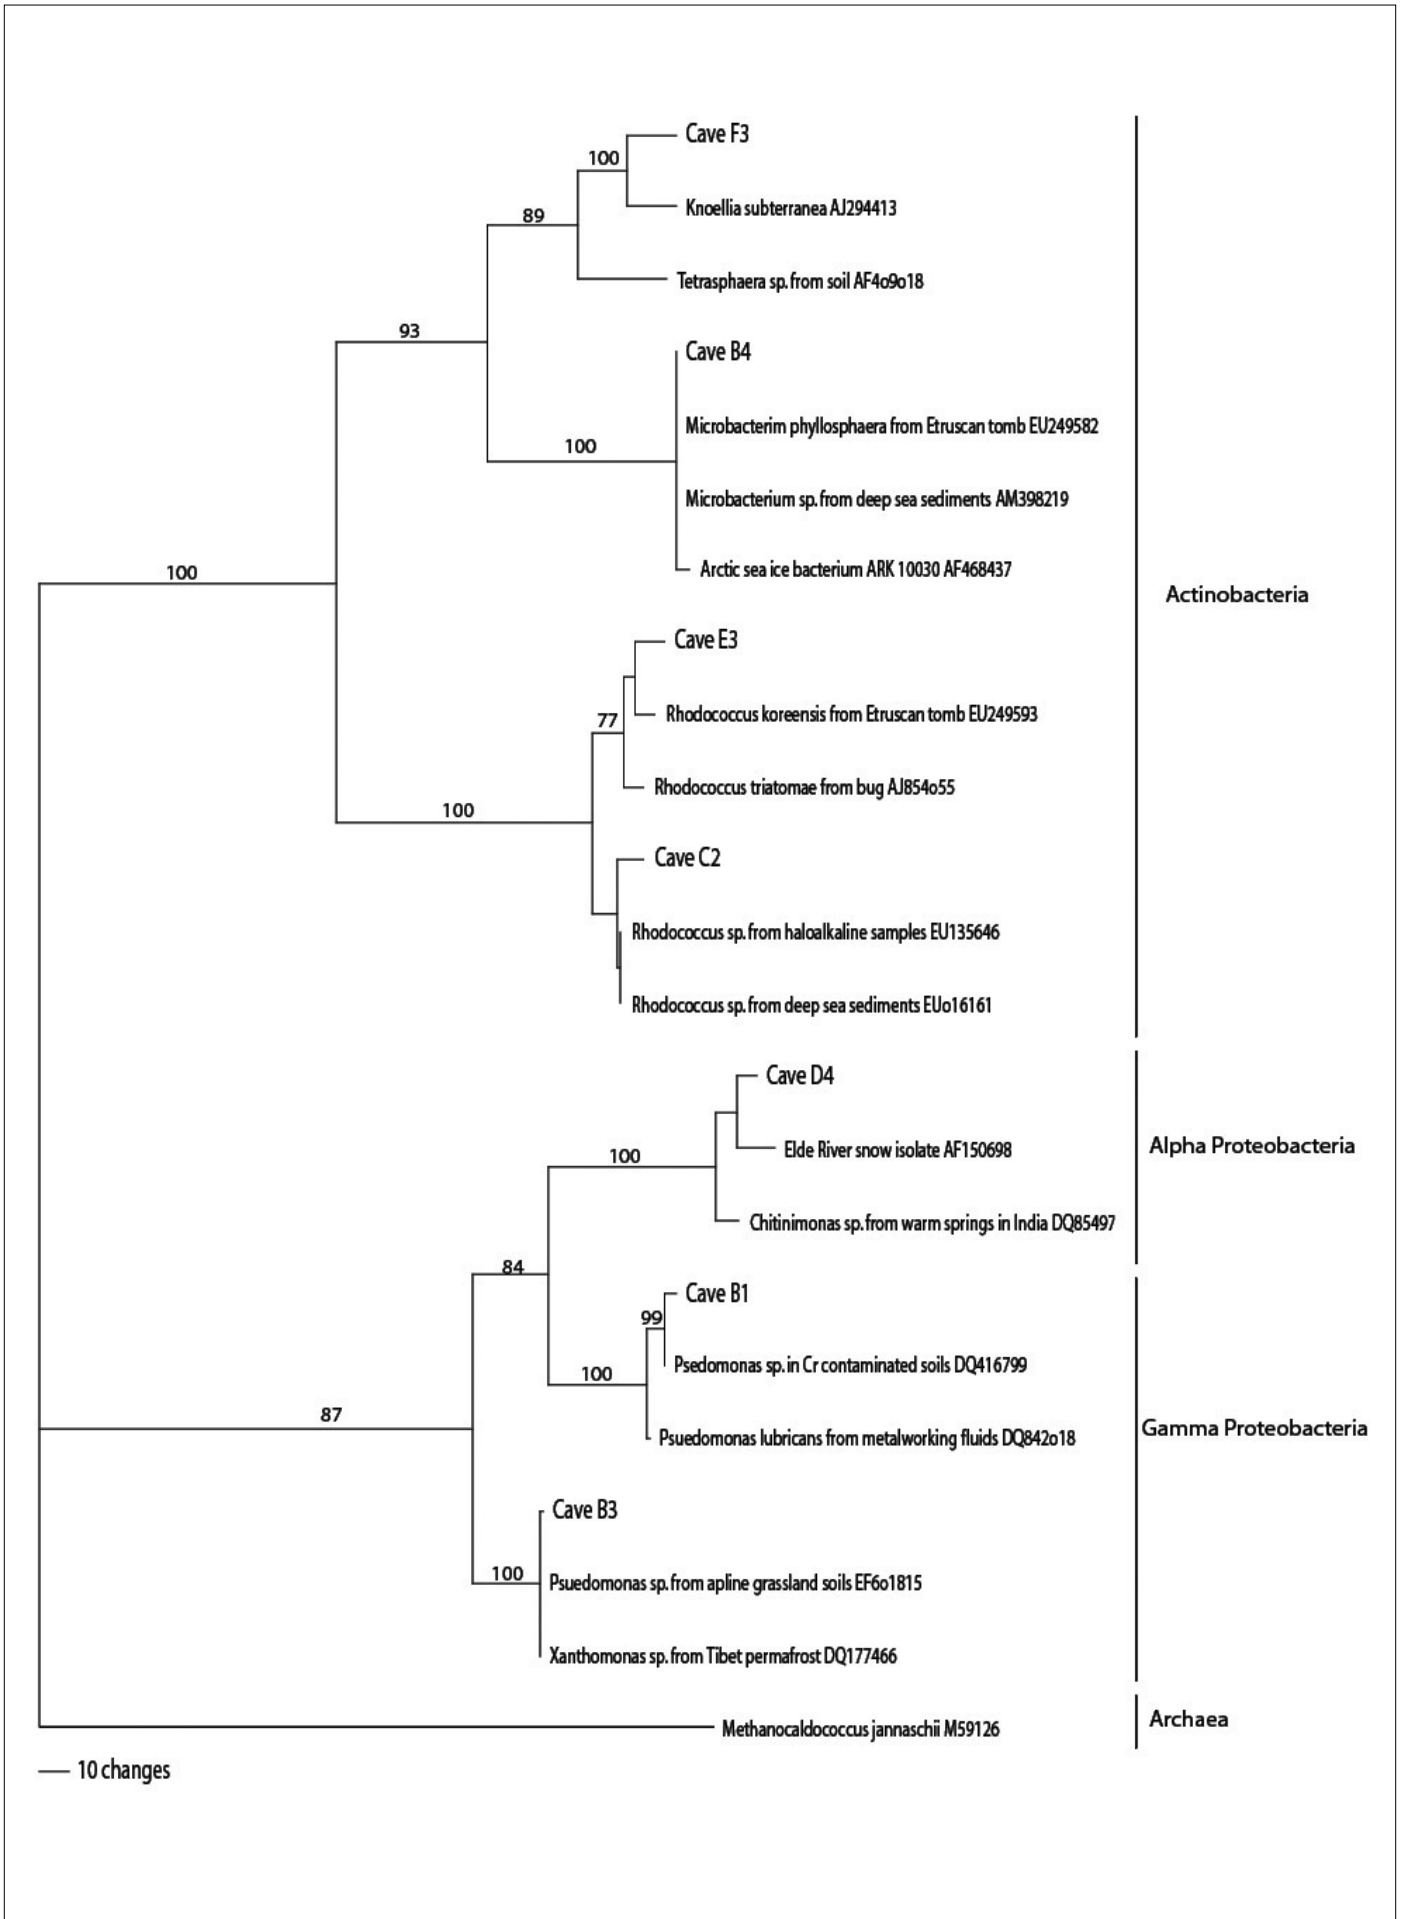 Cave F3
100
Knoellia subterranea AJ294413
89
Tetrasphaera sp. from soil AF4o9o18
93
Cave B4
Microbacterim phyllosphaera from Etruscan tomb EU249582
100
Microbacterium sp. from deep sea sediments AM398219
Arctic sea ice bacterium ARK 10030 AF468437
100
Actinobacteria
Cave E3
Rhodococcus koreensis from Etruscan tomb EU249593
77
Rhodococcus triatomae from bug AJ854o55
100
Cave C2
Rhodococcus sp. from haloalkaline samples EU135646
Rhodococcus sp. from deep sea sediments EUo16161
Cave D4
Elde River snow isolate AF150698
Alpha Proteobacteria
100
Chitinimonas sp. from warm springs in India DQ85497
84
Cave B1
99
Psedomonas sp. in Cr contaminated soils DQ416799
100
87
Gamma Proteobacteria
Psuedomonas lubricans from metalworking fluids DQ842o18
Cave B3
100
Psuedomonas sp. from apline grassland soils EF6o1815
Xanthomonas sp. from Tibet permafrost DQ177466
Archaea
Methanocaldococcus jannaschii M59126
10 changes